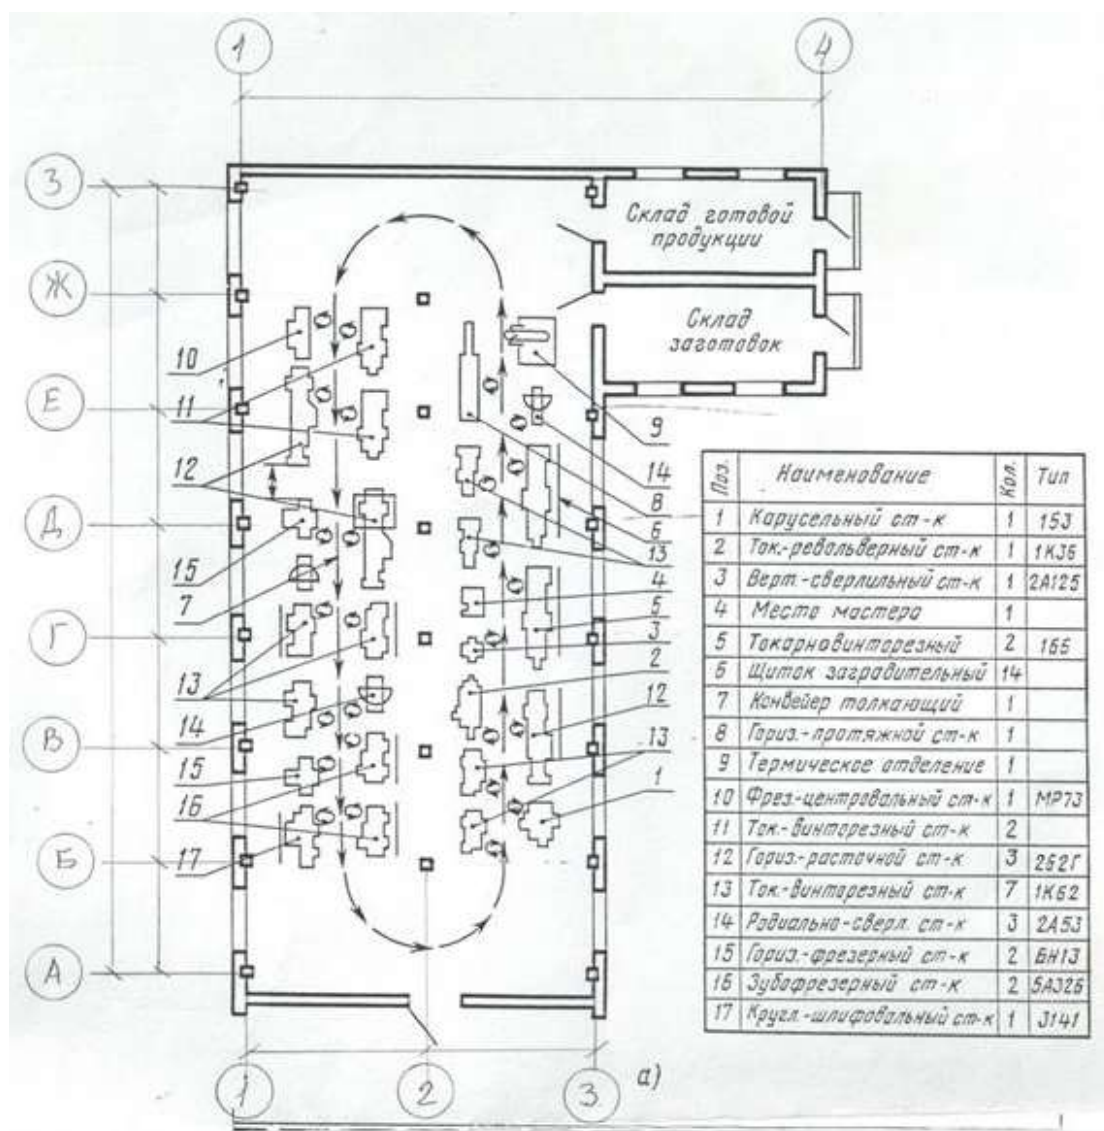 1
4
З
Ж
Е
Д
Г
В
Б
А
Склад готовой
продукции
Склад
заготовок
10
11
12
15
7
13
14
15
16
17
9
14
8
6
13
4
5
3
2
12
13
1
1
2
3
а)
Поз. Наименование Кол. Тип
1 Карусельный ст-к 1 153
2 Ток.-револьверный ст-к 1 1К36
3 Верт.-сверлильный ст-к 1 2А125
4 Место мастера 1
5 Токарновинторезный 2 165
6 Щиток заградительный 14
7 Конвейер толкающий 1
8 Гориз.-протяжной ст-к 1
9 Термическое отделение 1
10 Фрез.-центровальный ст-к 1 МР73
11 Ток.-винторезный ст-к 2
12 Гориз.-расточной ст-к 3 262Г
13 Ток.-винторезный ст-к 7 1К62
14 Радиально-сверл. ст-к 3 2А53
15 Гориз.-фрезерный ст-к 2 6Н13
16 Зубофрезерный ст-к 2 5А326
17 Кругл.-шлифовальный ст-к 1 3141